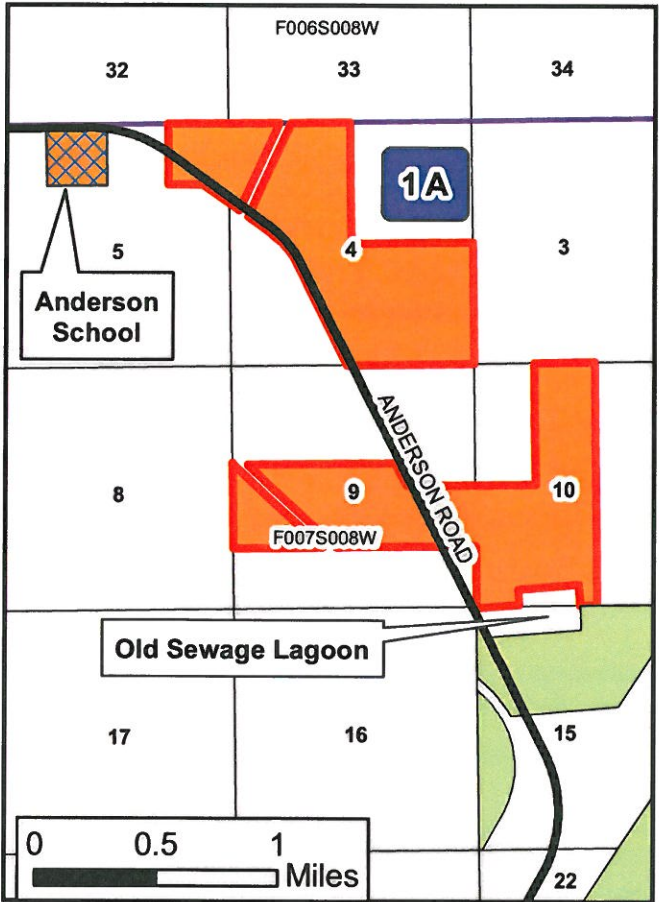 F006S008W
32
33
34
1A
5
4
3
Anderson
School
ANDERSON ROAD
8
9
10
F007S008W
Old Sewage Lagoon
17
16
15
0 0.5 1
Miles
22